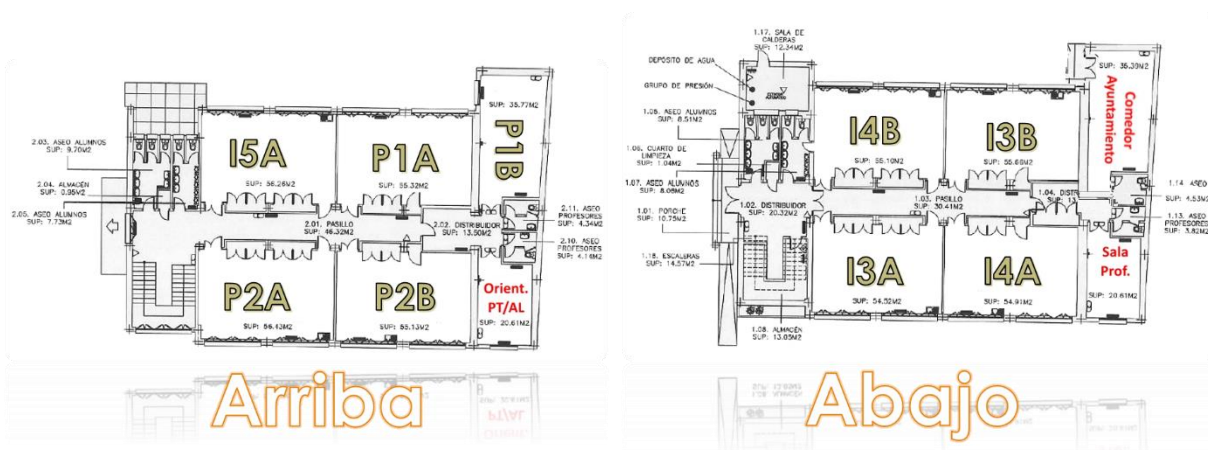 I5A
SUP: 56.26M2
P1A
SUP: 55.32M2
P1B
SUP: 35.77M2
2.03. ASEO ALUMNOS
SUP: 9.70M2
2.04. ALMACÉN
SUP: 0.95M2
2.05. ASEO ALUMNOS
SUP: 7.73M2
2.01. PASILLO
SUP: 46.32M2
2.02. DISTRIBUIDOR
SUP: 13.50M2
2.11. ASEO
PROFESORES
SUP: 4.34M2
2.10. ASEO
PROFESORES
SUP: 4.14M2
P2A
SUP: 56.43M2
P2B
SUP: 55.13M2
Orient.
PT/AL
SUP: 20.61M2
Arriba
1.17. SALA DE
CALDERAS
SUP: 12.34M2
DEPÓSITO DE AGUA
GRUPO DE PRESIÓN
1.05. ASEO ALUMNOS
SUP: 8.51M2
1.06. CUARTO DE
LIMPIEZA
SUP: 1.04M2
1.07. ASEO ALUMNOS
SUP: 8.06M2
1.01. PORCHE
SUP: 10.75M2
1.02. DISTRIBUIDOR
SUP: 20.32M2
1.18. ESCALERAS
SUP: 14.57M2
1.08. ALMACÉN
SUP: 13.05M2
I4B
SUP: 55.10M2
I3B
SUP: 55.60M2
SUP: 35.39M2
Comedor
Ayuntamiento
1.03. PASILLO
SUP: 30.41M2
1.04. DISTR
SUP: 13
1.14. ASEO
SUP: 4.53M2
1.13. ASEO
PROFESORES
SUP: 3.82M2
I3A
SUP: 54.52M2
I4A
SUP: 54.91M2
Sala
Prof.
SUP: 20.61M2
Abajo